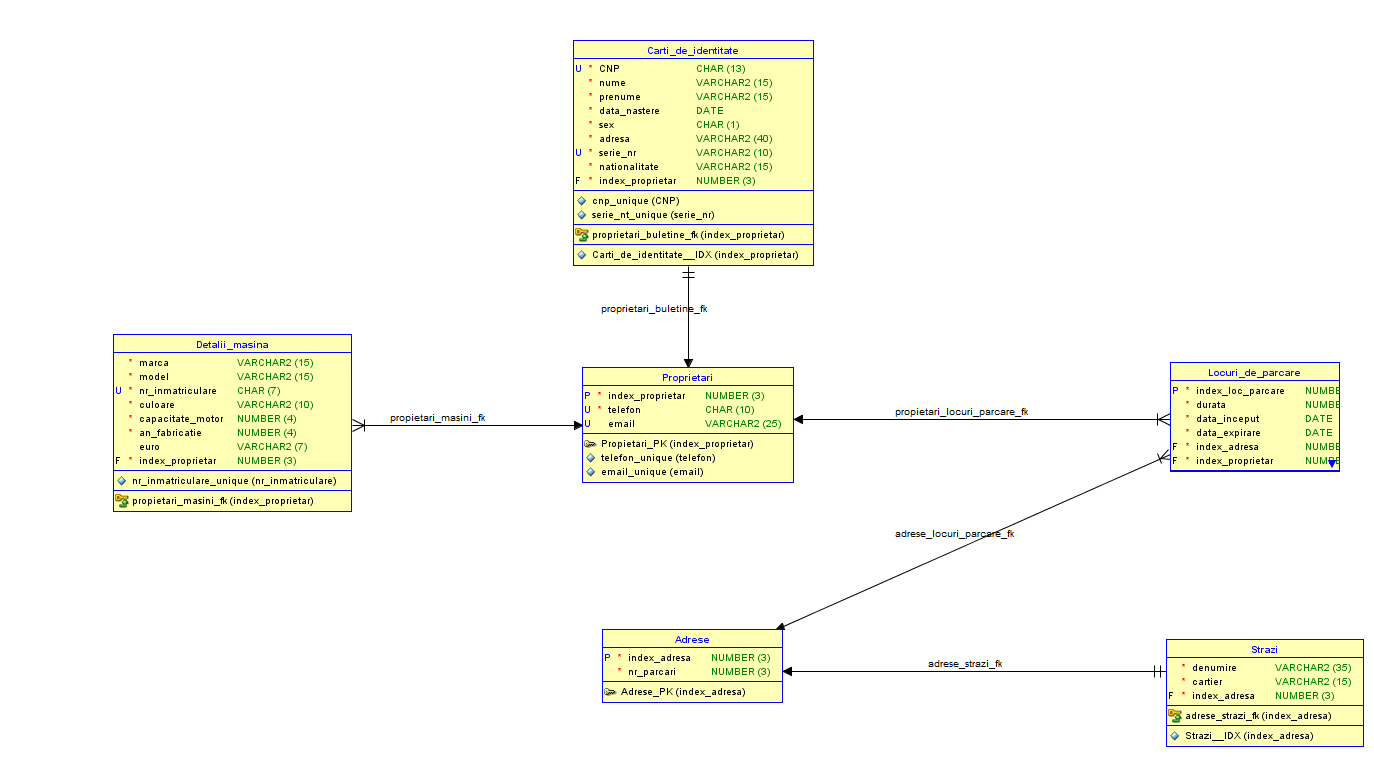 Carti_de_identitate
U * CNP CHAR (13)
* nume VARCHAR2 (15)
* prenume VARCHAR2 (15)
* data_nastere DATE
* sex CHAR (1)
* adresa VARCHAR2 (40)
U * serie_nr VARCHAR2 (10)
* nationalitate VARCHAR2 (15)
F * index_proprietar NUMBER (3)
cnp_unique (CNP)
serie_nt_unique (serie_nr)
proprietari_buletine_fk (index_proprietar)
Carti_de_identitate__IDX (index_proprietar)
proprietari_buletine_fk
Detalii_masina
* marca VARCHAR2 (15)
* model VARCHAR2 (15)
U * nr_inmatriculare CHAR (7)
* culoare VARCHAR2 (10)
* capacitate_motor NUMBER (4)
* an_fabricatie NUMBER (4)
euro VARCHAR2 (7)
F * index_proprietar NUMBER (3)
nr_inmatriculare_unique (nr_inmatriculare)
propietari_masini_fk (index_proprietar)
propietari_masini_fk
Proprietari
P * index_proprietar NUMBER (3)
U * telefon CHAR (10)
U email VARCHAR2 (25)
Propietari_PK (index_proprietar)
telefon_unique (telefon)
email_unique (email)
propietari_locuri_parcare_fk
Locuri_de_parcare
P * index_loc_parcare NUMBE
* durata NUMBE
* data_inceput DATE
* data_expirare DATE
F * index_adresa NUMBE
F * index_proprietar NUMBE
adrese_locuri_parcare_fk
Adrese
P * index_adresa NUMBER (3)
* nr_parcari NUMBER (3)
Adrese_PK (index_adresa)
adrese_strazi_fk
Strazi
* denumire VARCHAR2 (35)
* cartier VARCHAR2 (15)
F * index_adresa NUMBER (3)
adrese_strazi_fk (index_adresa)
Strazi__IDX (index_adresa)